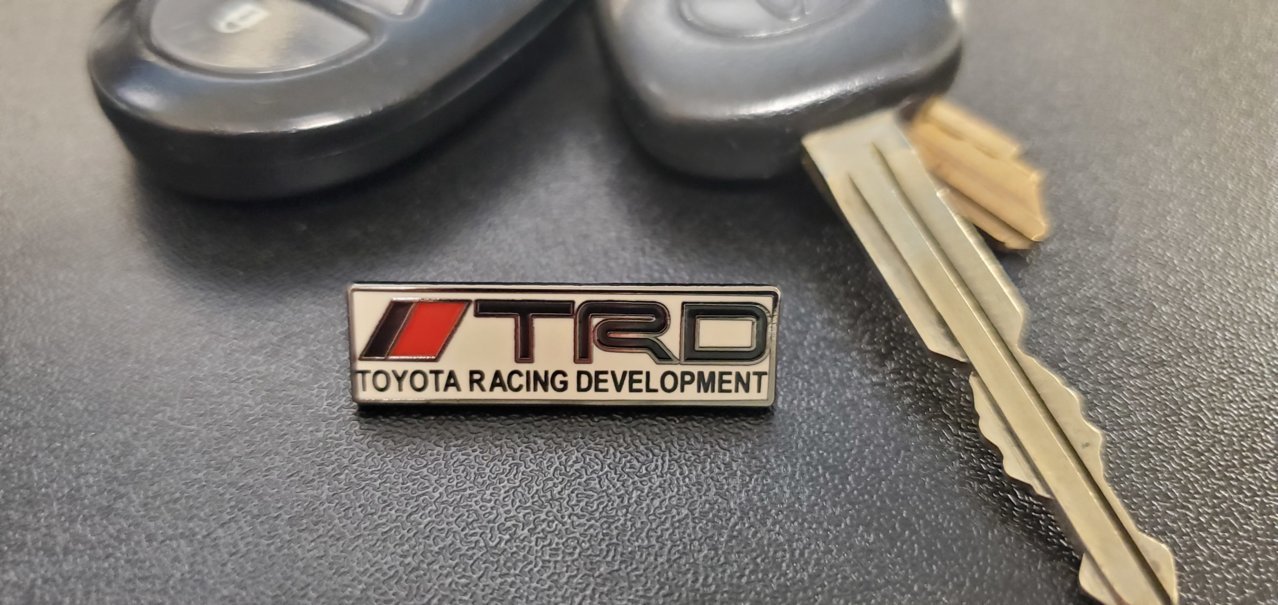 TRD
TOYOTA RACING DEVELOPMENT